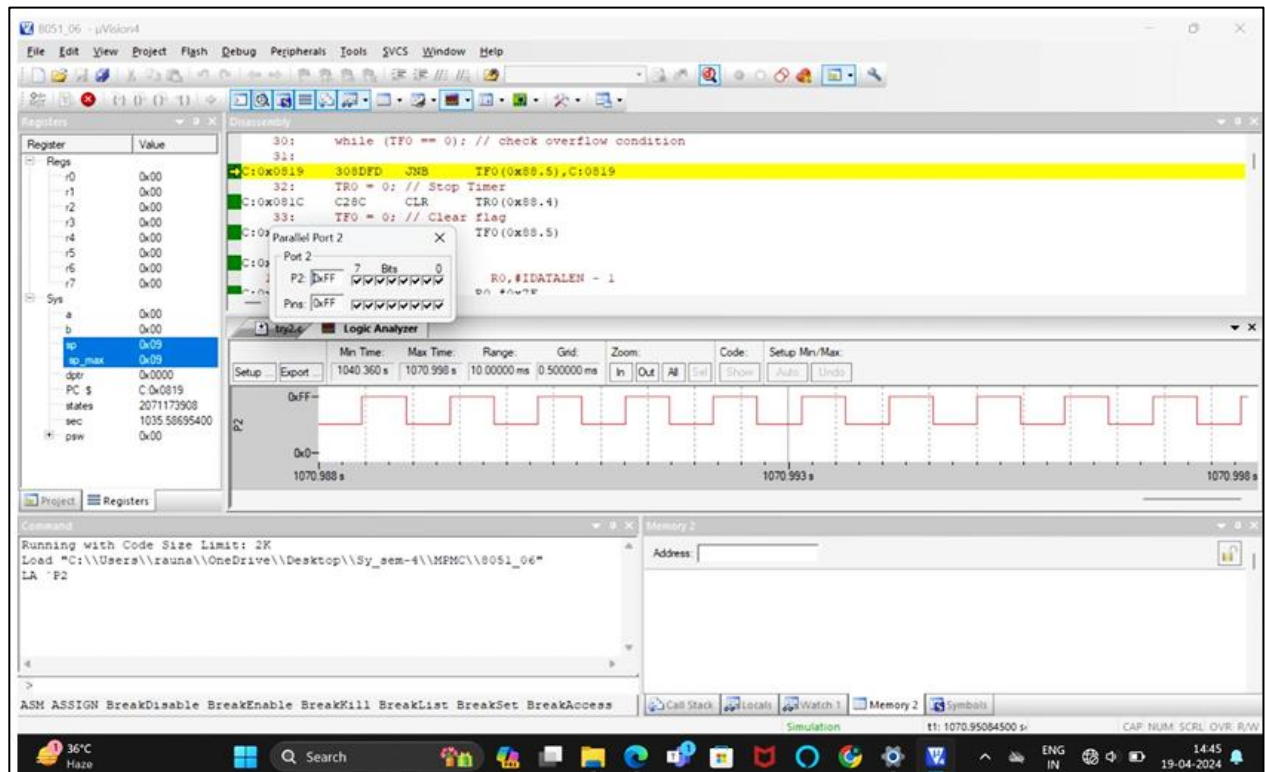 8051_06 - µVision4
File Edit View Project Flash Debug Peripherals Tools SVCS Window Help
Registers
Disassembly
Register Value
Regs
r0 0x00
r1 0x00
r2 0x00
r3 0x00
r4 0x00
r5 0x00
r6 0x00
r7 0x00
Sys
a 0x00
b 0x00
sp 0x09
sp_max 0x09
dptr 0x0000
PC $ C:0x0819
states 2071173908
sec 1035.58695400
psw 0x00
Project Registers
30: while (TF0 == 0); // check overflow condition
31:
C:0x0819 308DFD JNB TF0(0x88.5),C:0819
32: TR0 = 0; // Stop Timer
C:0x081C C28C CLR TR0(0x88.4)
33: TF0 = 0; // Clear flag
TF0(0x88.5)
R0,#IDATALEN - 1
Parallel Port 2
Port 2
7 Bits 0
P2: 0xFF
Pins: 0xFF
try2.c Logic Analyzer
Min Time: Max Time: Range: Grid: Zoom: Code: Setup Min/Max:
Setup ... Export ... 1040.360 s 1070.998 s 10.00000 ms 0.500000 ms In Out All Sel Show Auto Undo
0xFF
P2
0x0
1070.988 s 1070.993 s 1070.998 s
Command
Running with Code Size Limit: 2K
Load "C:\\Users\\rauna\\OneDrive\\Desktop\\Sy_sem-4\\MPMC\\8051_06"
LA `P2
>
ASM ASSIGN BreakDisable BreakEnable BreakKill BreakList BreakSet BreakAccess
Memory 2
Address:
Call Stack Locals Watch 1 Memory 2 Symbols
Simulation t1: 1070.95084500 s CAP NUM SCRL OVR R/W
36°C
Haze
Search
ENG
IN
14:45
19-04-2024